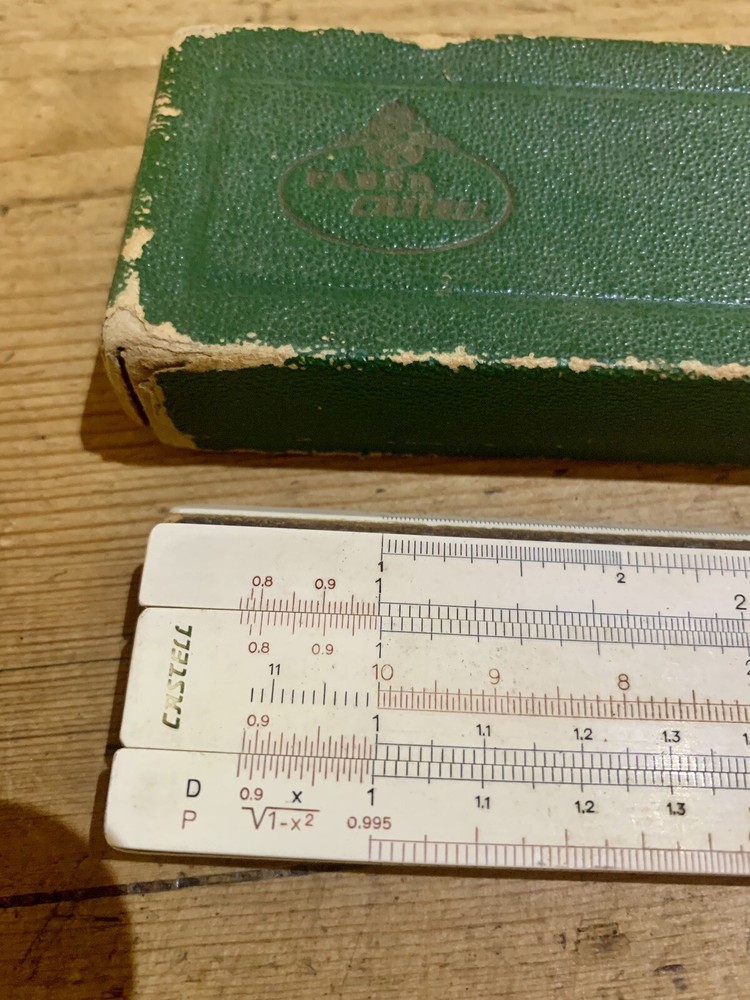 FABER
CASTELL
1 2
0.8 0.9 1 2
CASTELL
0.8 0.9 1
11 10 9 8
0.9 1 1.1 1.2 1.3
D 0.9 x 1 1.1 1.2 1.3
P √1-x² 0.995